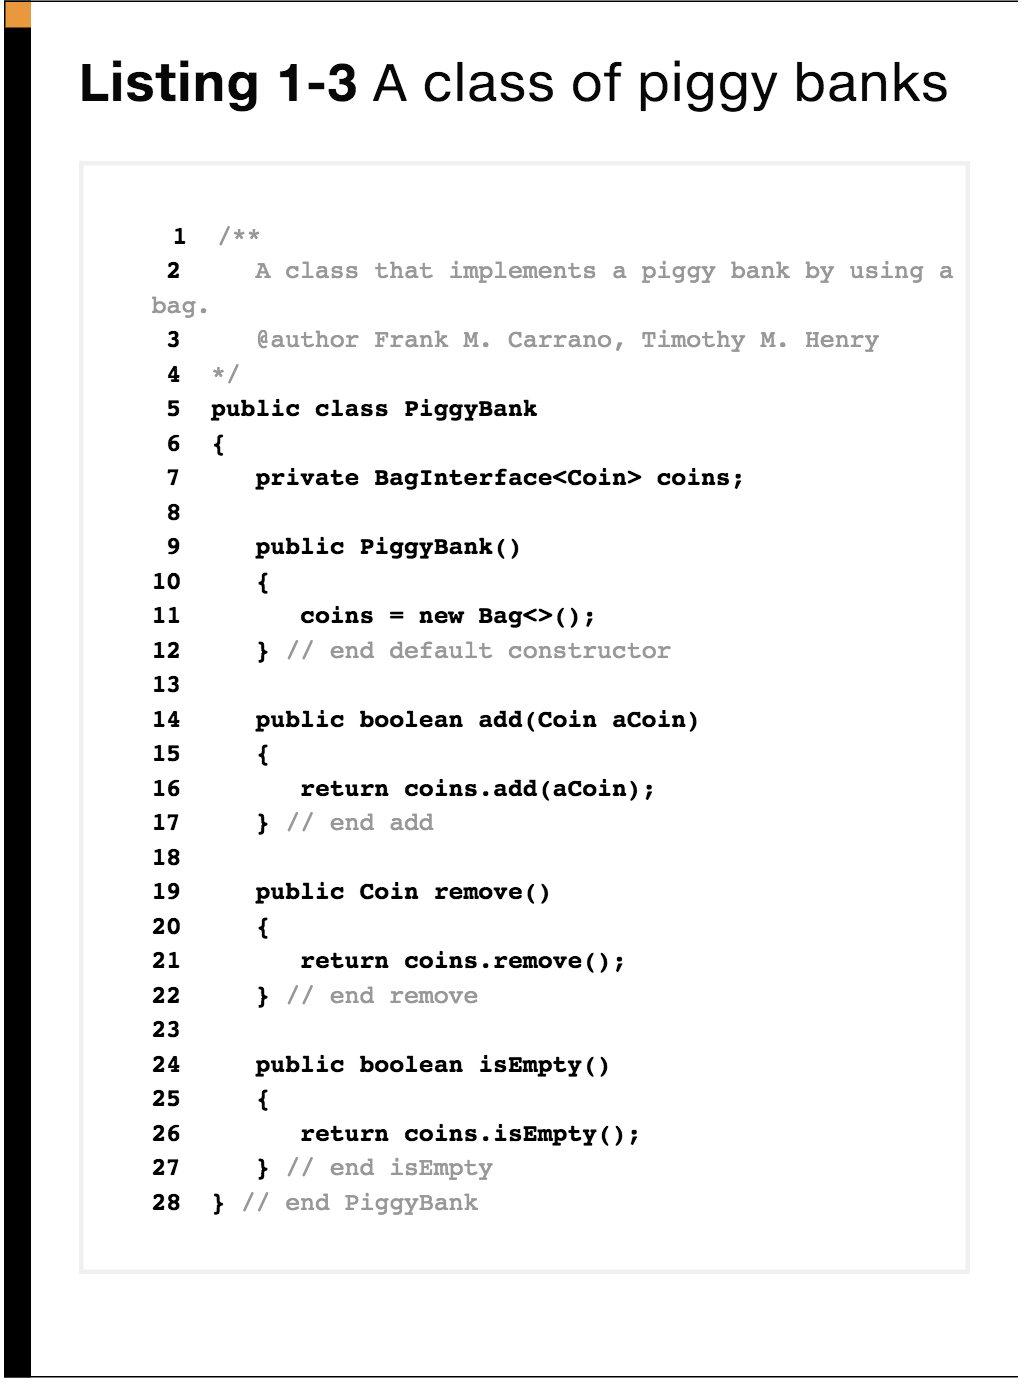 Listing 1-3 A class of piggy banks
1 /**
2    A class that implements a piggy bank by using a
bag.
3    @author Frank M. Carrano, Timothy M. Henry
4 */
5 public class PiggyBank
6 {
7    private BagInterface<Coin> coins;
8
9    public PiggyBank()
10    {
11       coins = new Bag<>();
12    } // end default constructor
13
14    public boolean add(Coin aCoin)
15    {
16       return coins.add(aCoin);
17    } // end add
18
19    public Coin remove()
20    {
21       return coins.remove();
22    } // end remove
23
24    public boolean isEmpty()
25    {
26       return coins.isEmpty();
27    } // end isEmpty
28 } // end PiggyBank